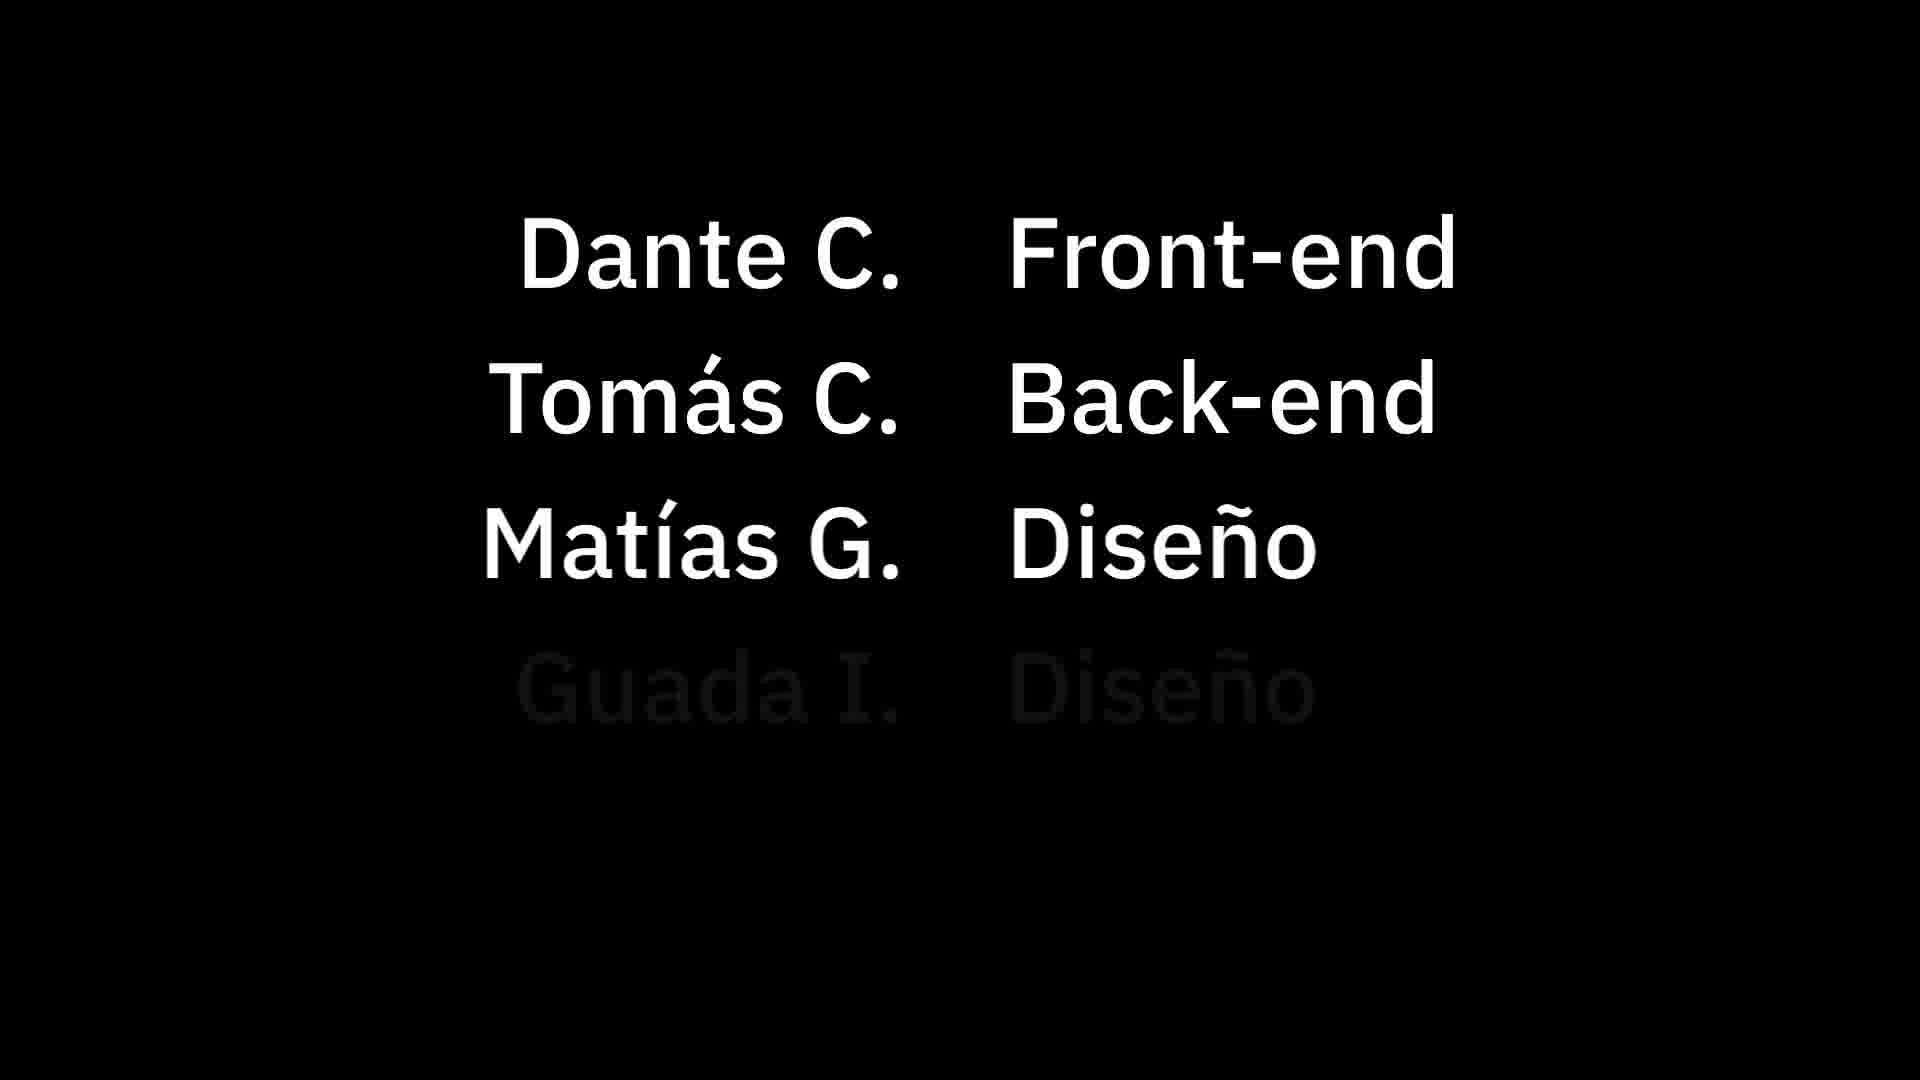 Dante C. Front-end
Tomás C. Back-end
Matías G. Diseño
Guada I. Diseño